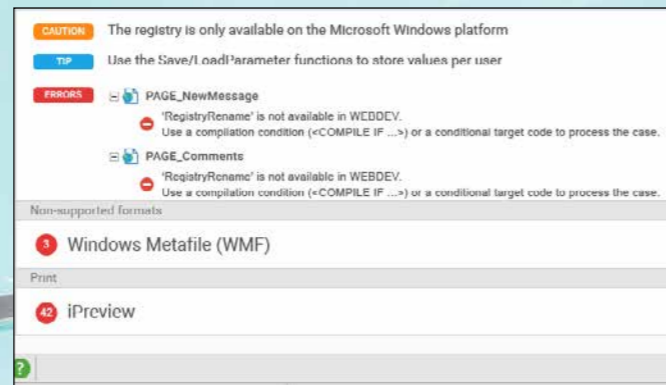 CAUTION The registry is only available on the Microsoft Windows platform
TIP Use the Save/LoadParameter functions to store values per user
ERRORS PAGE_NewMessage
'RegistryRename' is not available in WEBDEV.
Use a compilation condition (<COMPILE IF ...>) or a conditional target code to process the case.
PAGE_Comments
'RegistryRename' is not available in WEBDEV.
Use a compilation condition (<COMPILE IF ...>) or a conditional target code to process the case.
Non-supported formats
3 Windows Metafile (WMF)
Print
42 iPreview
?